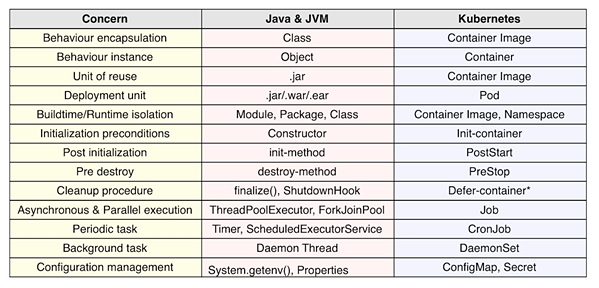 Concern Java & JVM Kubernetes
Behaviour encapsulation Class Container Image
Behaviour instance Object Container
Unit of reuse .jar Container Image
Deployment unit .jar/.war/.ear Pod
Buildtime/Runtime isolation Module, Package, Class Container Image, Namespace
Initialization preconditions Constructor Init-container
Post initialization init-method PostStart
Pre destroy destroy-method PreStop
Cleanup procedure finalize(), ShutdownHook Defer-container*
Asynchronous & Parallel execution ThreadPoolExecutor, ForkJoinPool Job
Periodic task Timer, ScheduledExecutorService CronJob
Background task Daemon Thread DaemonSet
Configuration management System.getenv(), Properties ConfigMap, Secret